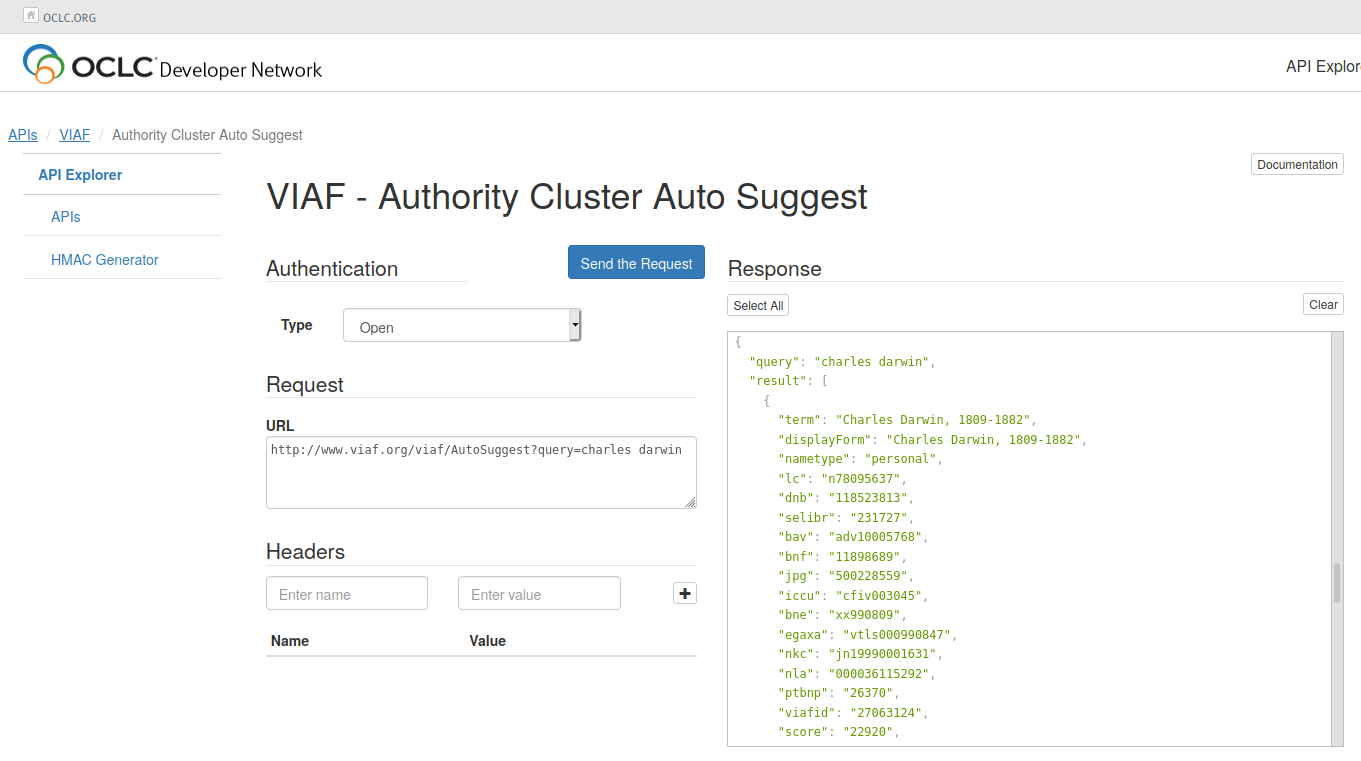 OCLC.ORG
OCLC Developer Network
API Explor
APIs / VIAF / Authority Cluster Auto Suggest
API Explorer
APIs
HMAC Generator
Documentation
VIAF - Authority Cluster Auto Suggest
Authentication
Send the Request
Type
Open
Request
URL
http://www.viaf.org/viaf/AutoSuggest?query=charles darwin
Headers
Enter name
Enter value
Name Value
Response
Select All
Clear
{
"query": "charles darwin",
"result": [
{
"term": "Charles Darwin, 1809-1882",
"displayForm": "Charles Darwin, 1809-1882",
"nametype": "personal",
"lc": "n78095637",
"dnb": "118523813",
"selibr": "231727",
"bav": "adv10005768",
"bnf": "11898689",
"jpg": "500228559",
"iccu": "cfiv003045",
"bne": "xx990809",
"egaxa": "vtls000990847",
"nkc": "jn19990001631",
"nla": "000036115292",
"ptbnp": "26370",
"viafid": "27063124",
"score": "22920",